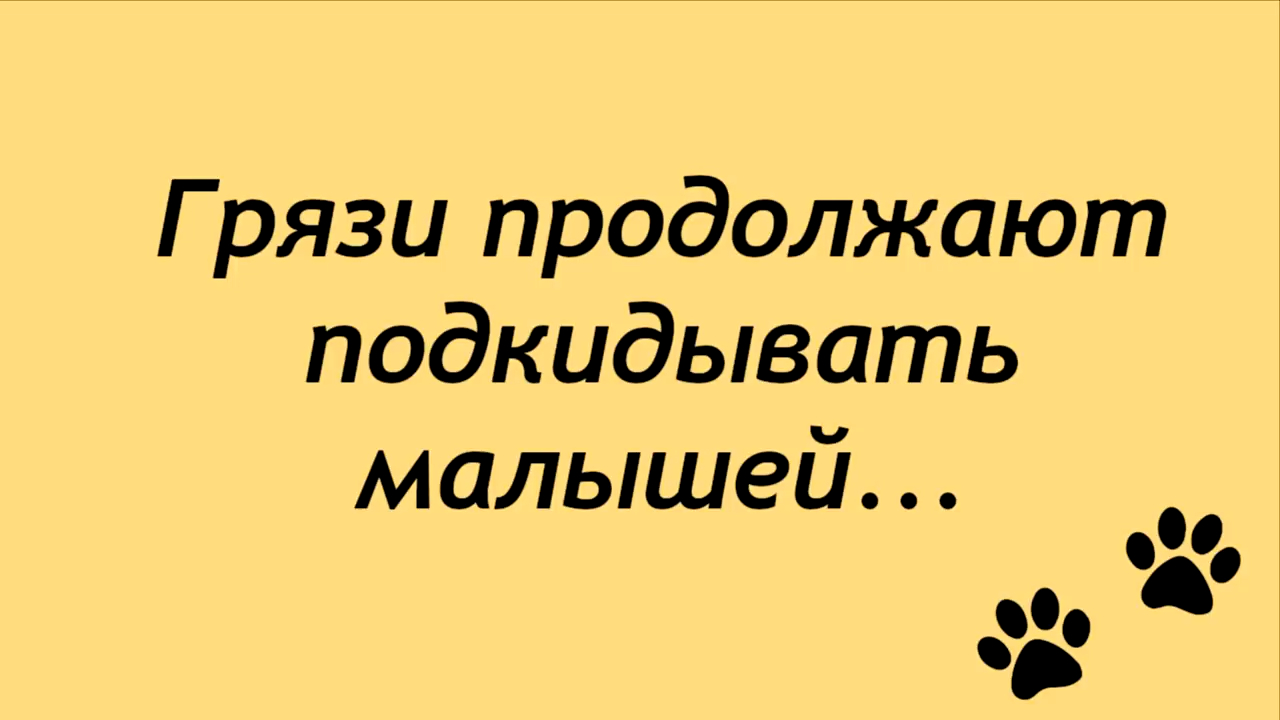 Грязи продолжают
подкидывать
малышей...